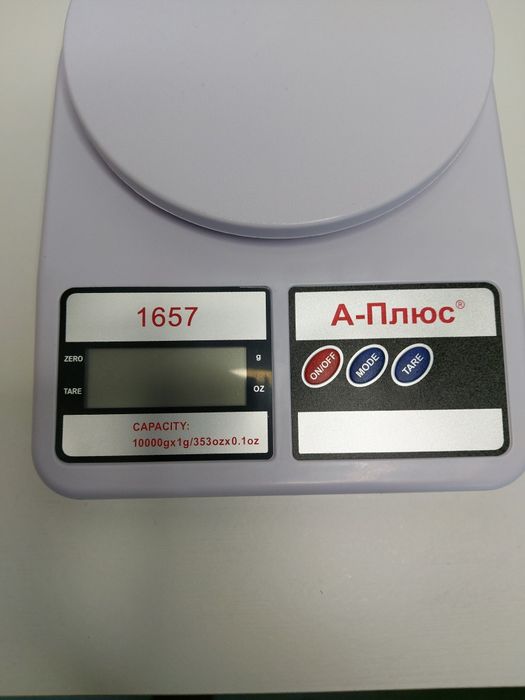 1657
ZERO
g
TARE
OZ
CAPACITY:
10000gx1g/353ozx0.1oz
А-Плюс®
ON/OFF
MODE
TARE